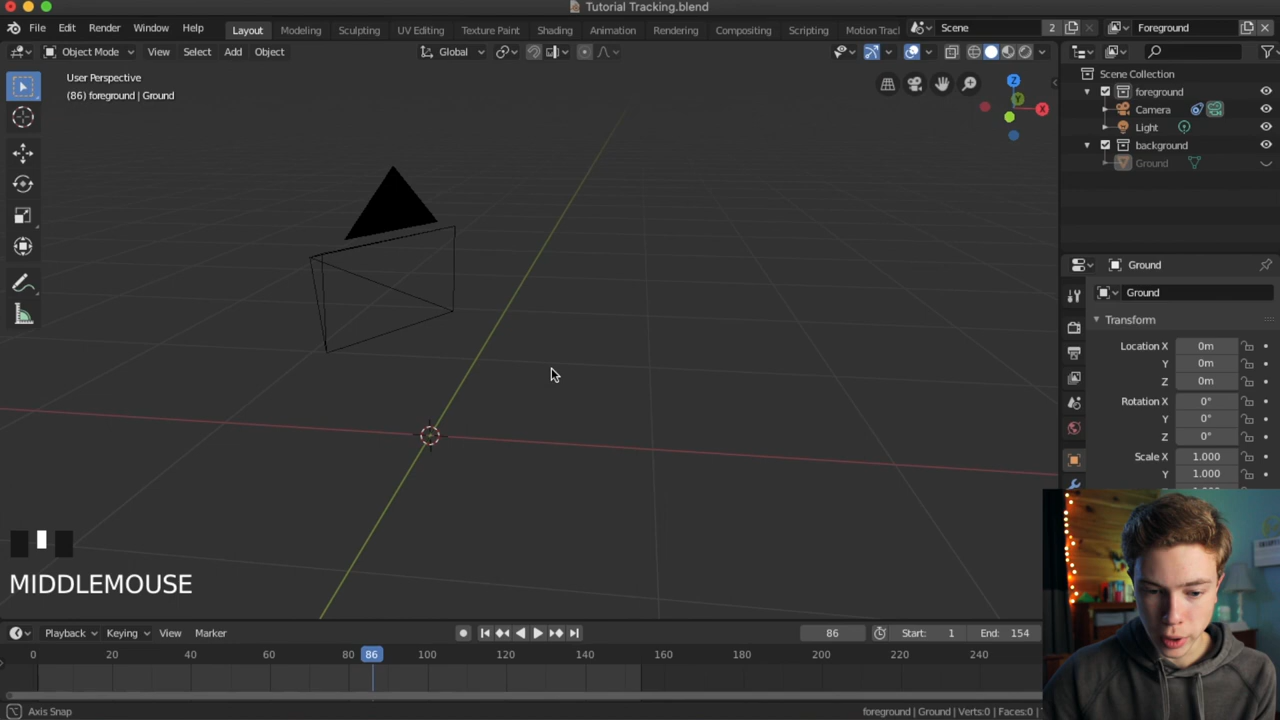 Tutorial Tracking.blend
File Edit Render Window Help Layout Modeling Sculpting UV Editing Texture Paint Shading Animation Rendering Compositing Scripting Motion Track Scene 2 Foreground
Object Mode View Select Add Object Global
User Perspective
(86) foreground | Ground
Z
Y
X
Scene Collection
foreground
Camera
Light
background
Ground
Ground
Ground
Transform
Location X 0m
Y 0m
Z 0m
Rotation X 0°
Y 0°
Z 0°
Scale X 1.000
Y 1.000
MIDDLEMOUSE
Playback Keying View Marker 86 Start: 1 End: 154
0 20 40 60 80 86 100 120 140 160 180 200 220 240
Axis Snap foreground | Ground | Verts:0 | Faces:0 |